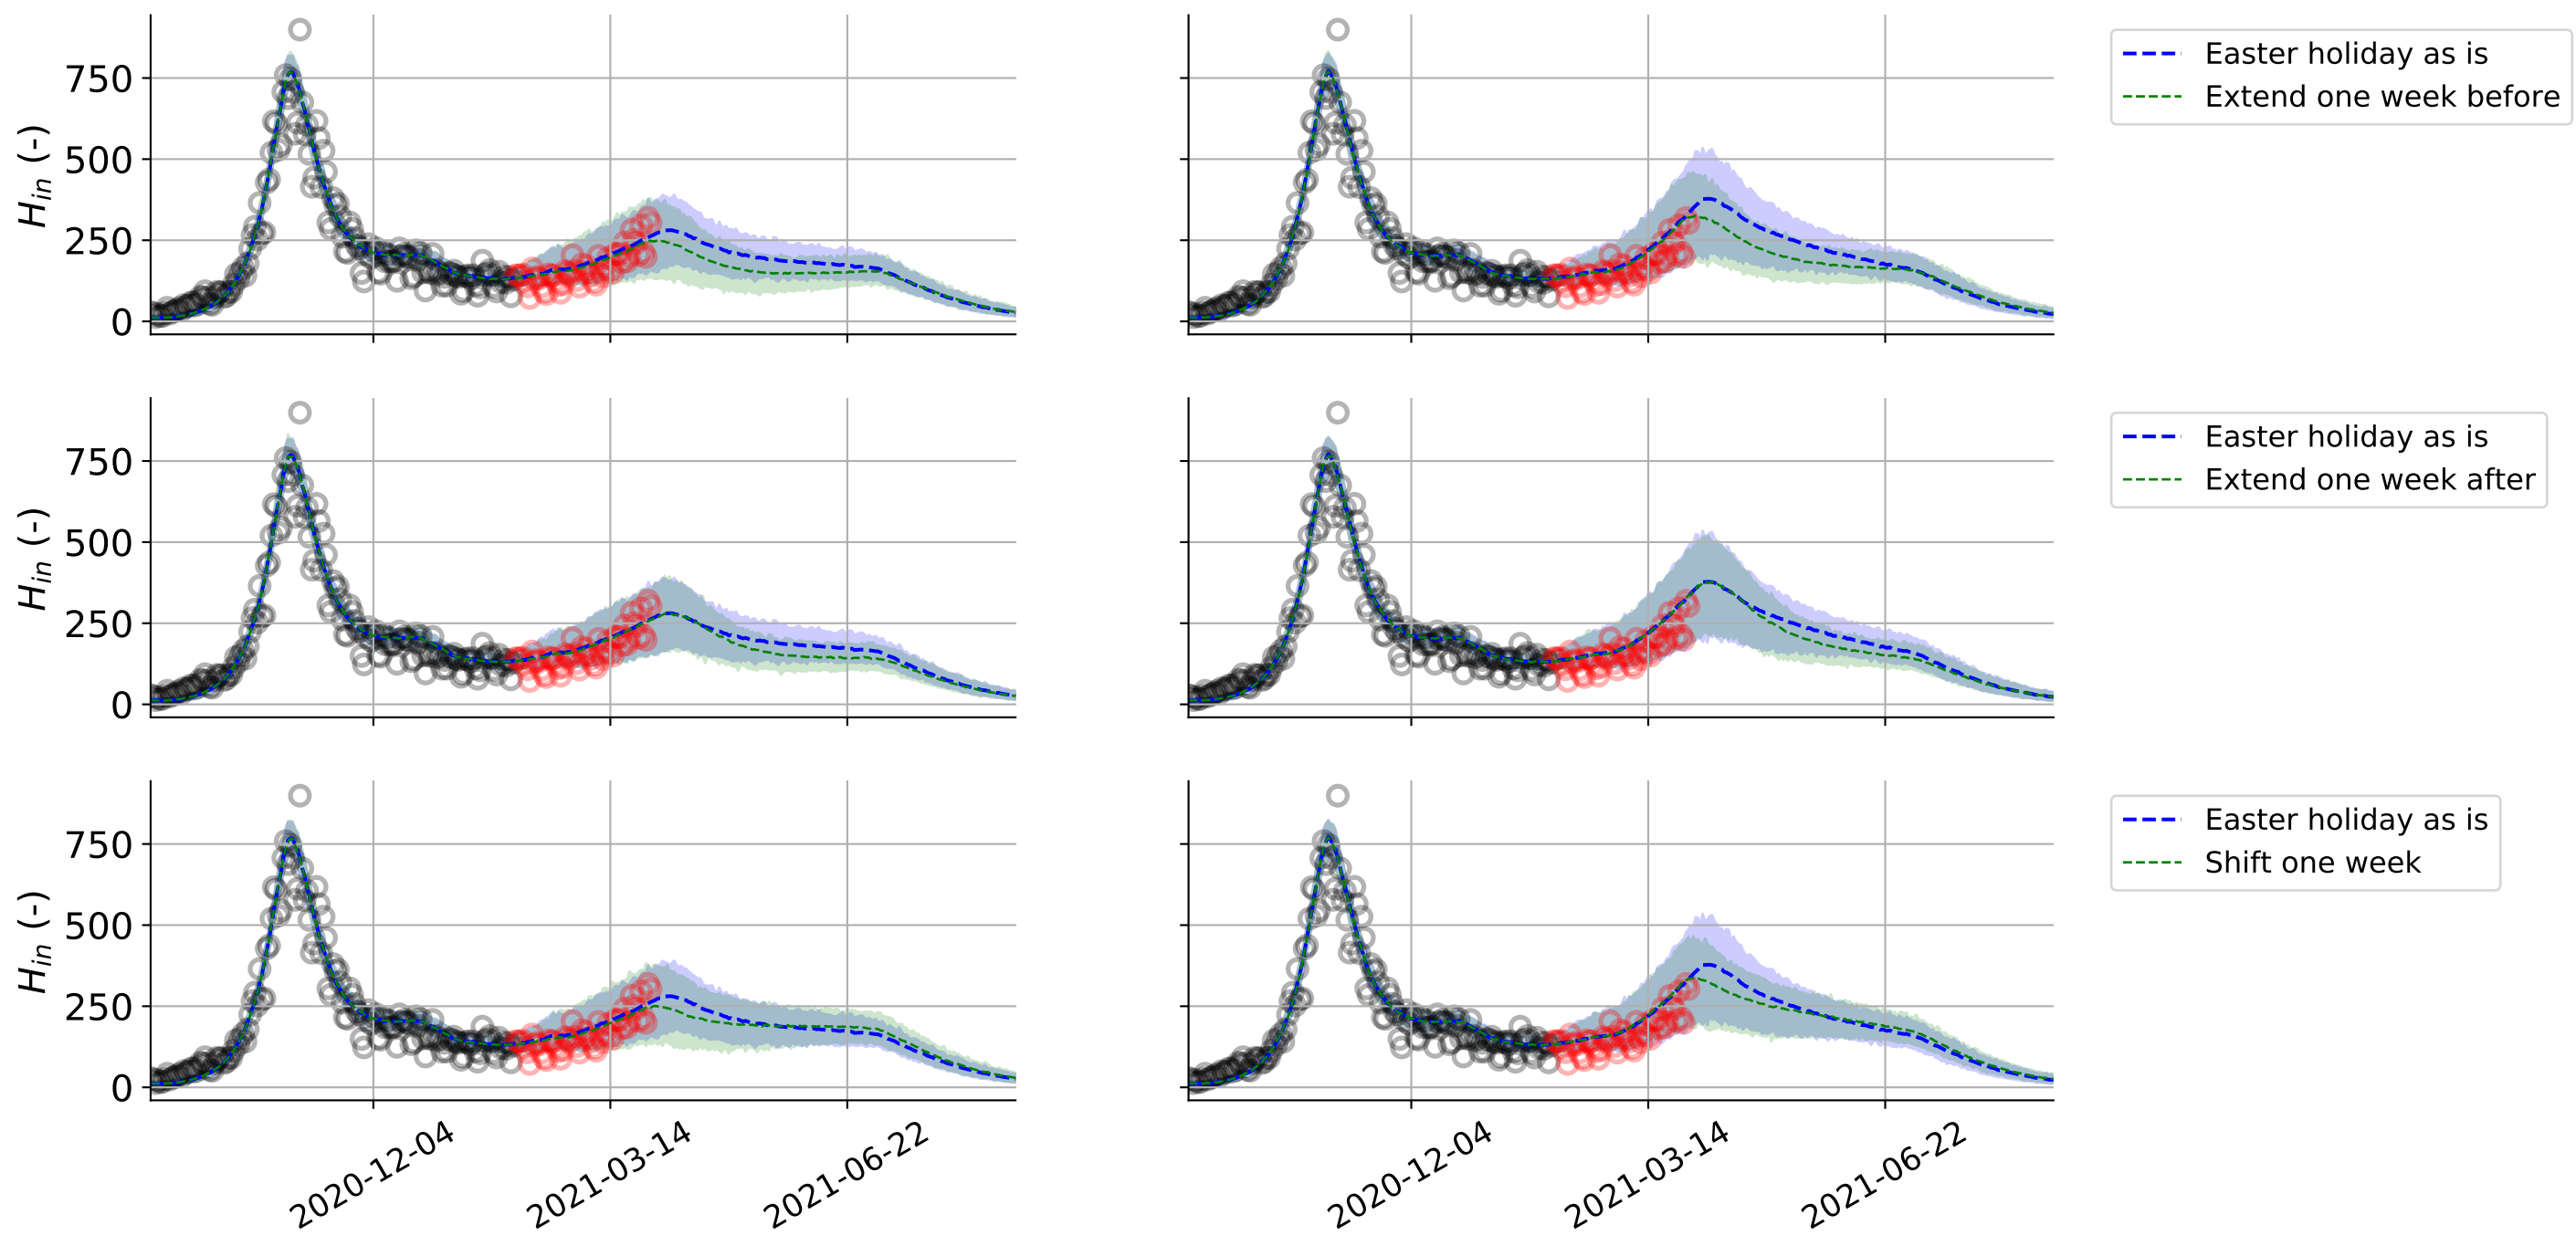 H_in (-)
750
500
250
0
Easter holiday as is
Extend one week before
H_in (-)
750
500
250
0
Easter holiday as is
Extend one week after
H_in (-)
750
500
250
0
Easter holiday as is
Shift one week
2020-12-04
2021-03-14
2021-06-22
2020-12-04
2021-03-14
2021-06-22